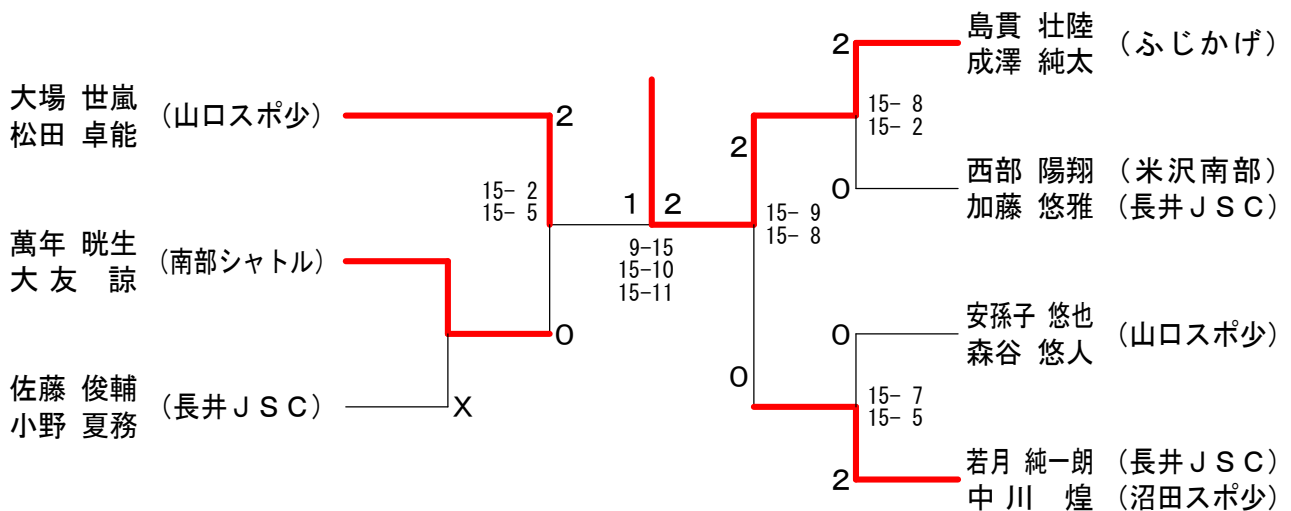 大場 世嵐
松田 卓能
(山口スポ少)
萬年 晄生
大友 諒
(南部シャトル)
佐藤 俊輔
小野 夏務
(長井JSC)
2
15- 2
15- 5
0
X
1
2
9-15
15-10
15-11
2
15- 9
15- 8
0
2
15- 8
15- 2
0
0
15- 7
15- 5
2
島貫 壮陸
成澤 純太
(ふじかげ)
西部 陽翔 (米沢南部)
加藤 悠雅 (長井JSC)
安孫子 悠也
森谷 悠人
(山口スポ少)
若月 純一朗 (長井JSC)
中川 煌 (沼田スポ少)